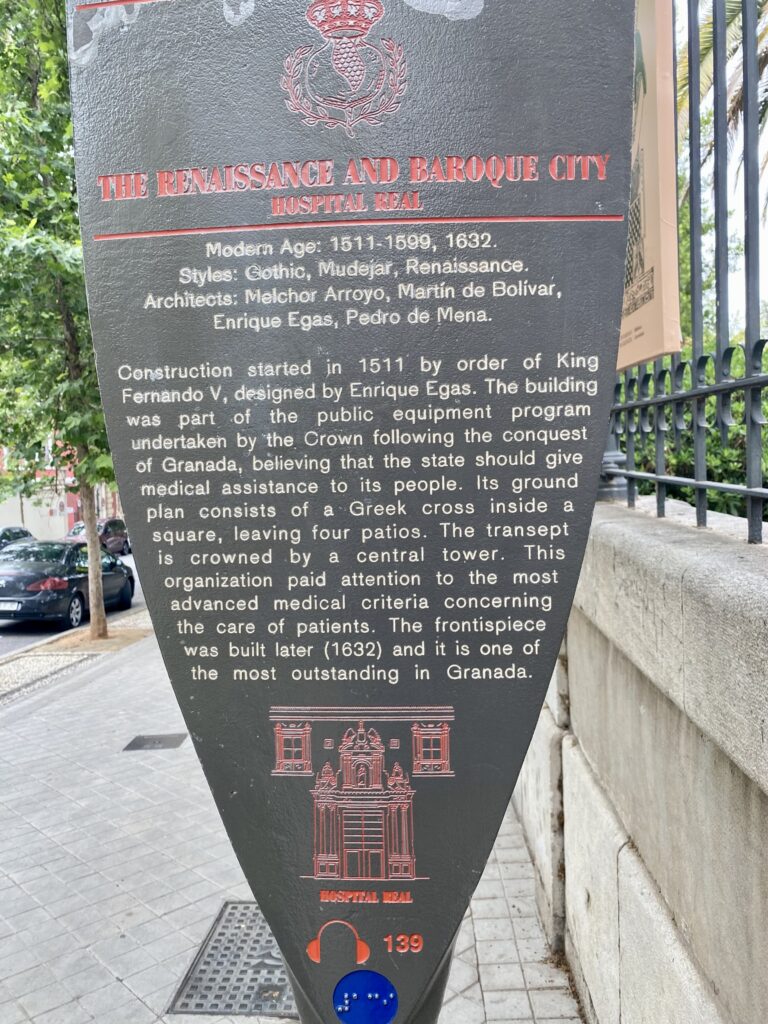 THE RENAISSANCE AND BAROQUE CITY
HOSPITAL REAL
Modern Age: 1511-1599, 1632.
Styles: Gothic, Mudejar, Renaissance.
Architects: Melchor Arroyo, Martín de Bolívar,
Enrique Egas, Pedro de Mena.
Construction started in 1511 by order of King
Fernando V, designed by Enrique Egas. The building
was part of the public equipment program
undertaken by the Crown following the conquest
of Granada, believing that the state should give
medical assistance to its people. Its ground
plan consists of a Greek cross inside a
square, leaving four patios. The transept
is crowned by a central tower. This
organization paid attention to the most
advanced medical criteria concerning
the care of patients. The frontispiece
was built later (1632) and it is one of
the most outstanding in Granada.
HOSPITAL REAL
139